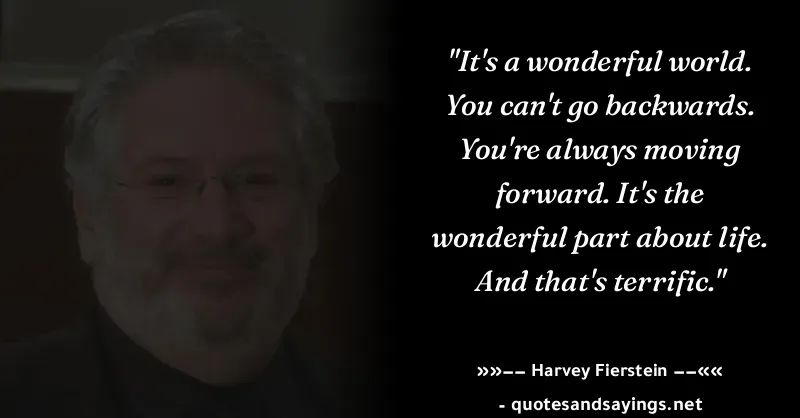 "It's a wonderful world.
You can't go backwards.
You're always moving
forward. It's the
wonderful part about life.
And that's terrific."
»»−− Harvey Fierstein −−««
- quotesandsayings.net